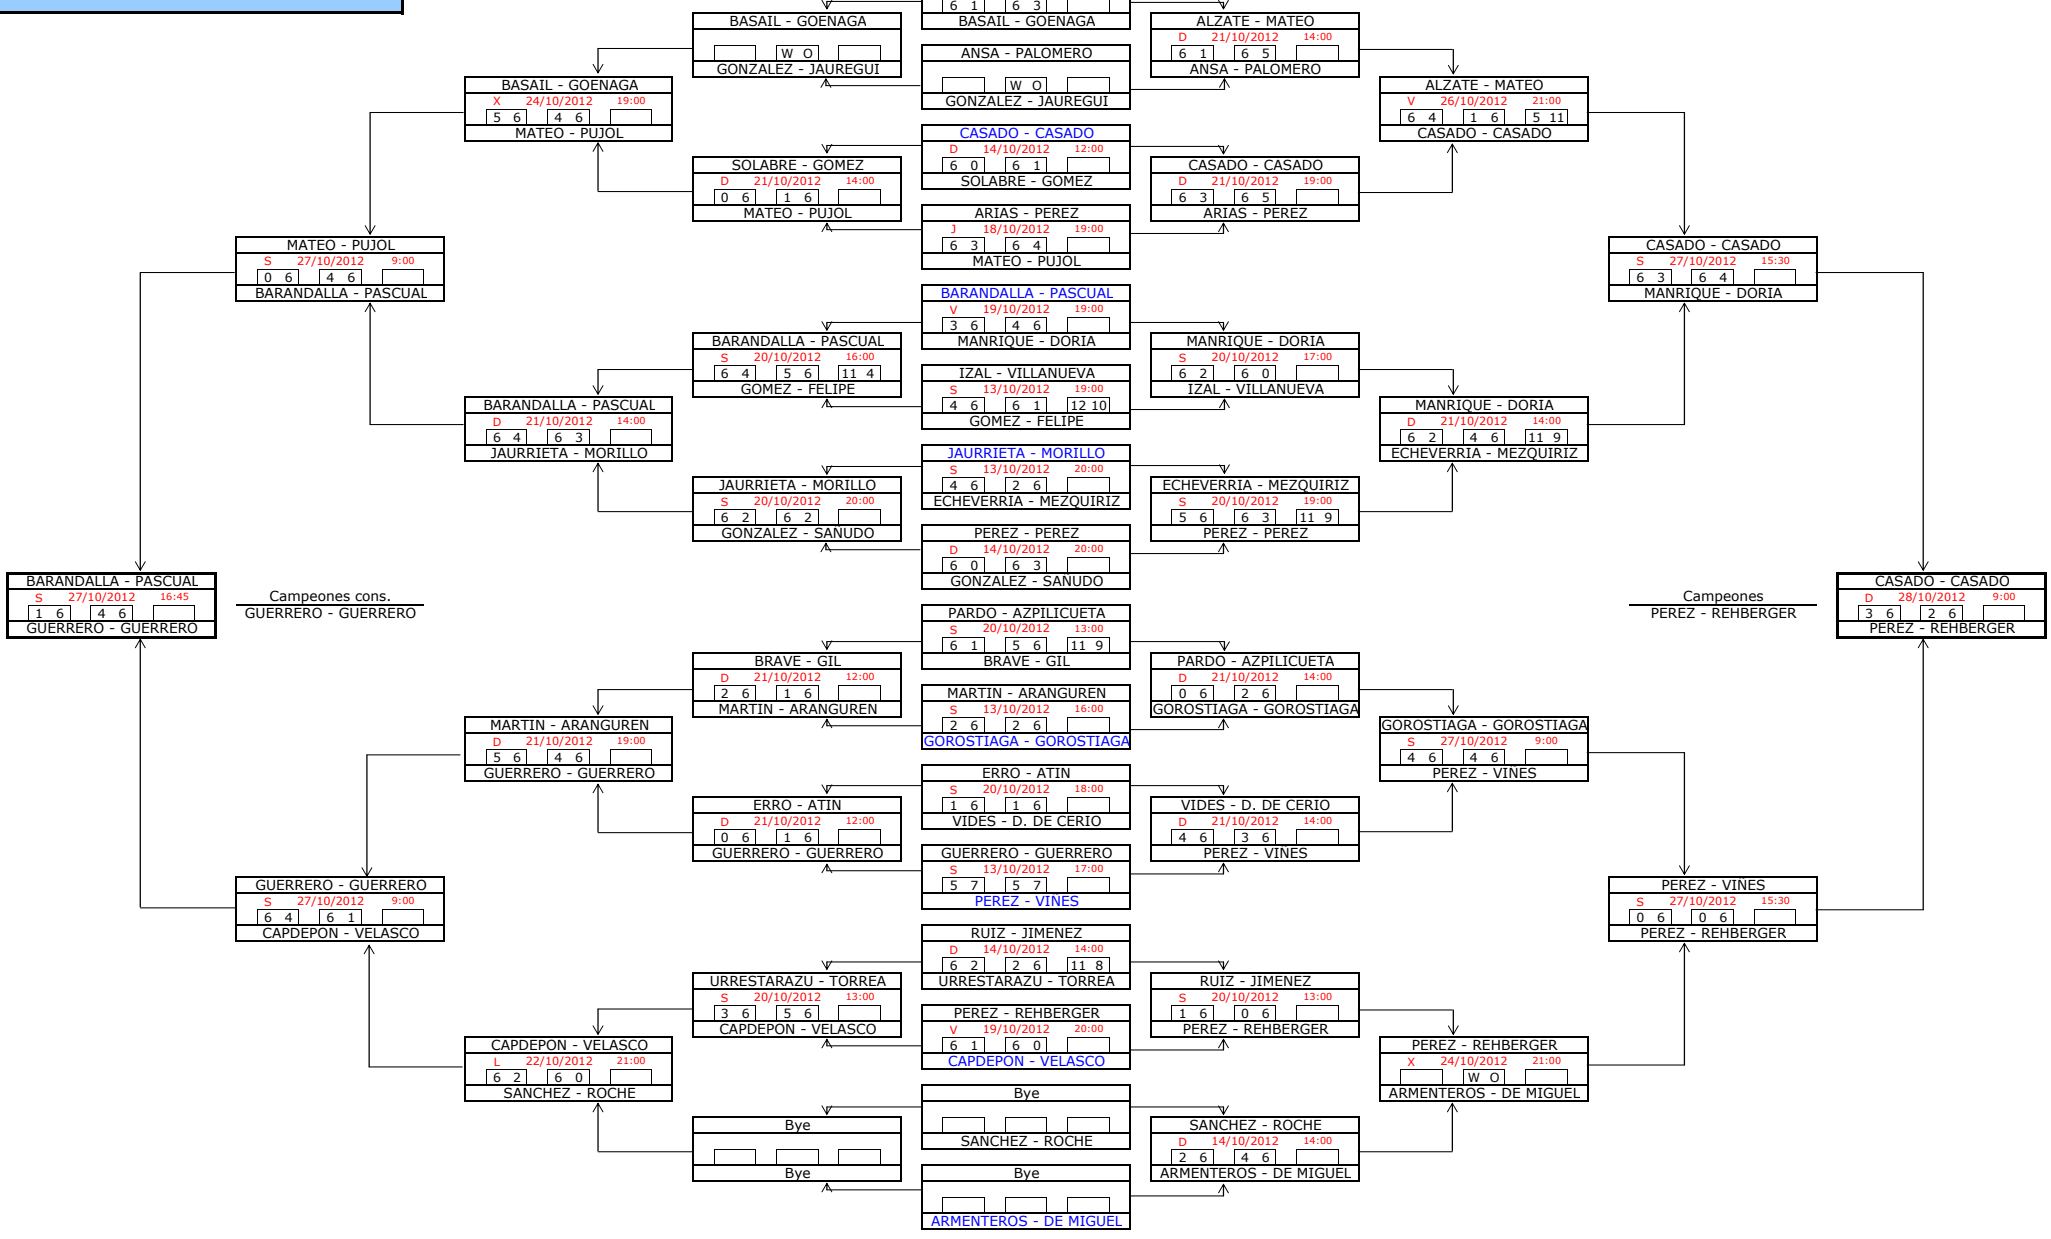 6 1 6 3
BASAIL - GOENAGA
BASAIL - GOENAGA
W O
GONZALEZ - JAUREGUI
ANSA - PALOMERO
W O
GONZALEZ - JAUREGUI
ALZATE - MATEO
D 21/10/2012 14:00
6 1 6 5
ANSA - PALOMERO
BASAIL - GOENAGA
X 24/10/2012 19:00
5 6 4 6
MATEO - PUJOL
ALZATE - MATEO
V 26/10/2012 21:00
6 4 1 6 5 11
CASADO - CASADO
CASADO - CASADO
D 14/10/2012 12:00
6 0 6 1
SOLABRE - GOMEZ
SOLABRE - GOMEZ
D 21/10/2012 14:00
0 6 1 6
MATEO - PUJOL
CASADO - CASADO
D 21/10/2012 19:00
6 3 6 5
ARIAS - PEREZ
ARIAS - PEREZ
J 18/10/2012 19:00
6 3 6 4
MATEO - PUJOL
MATEO - PUJOL
S 27/10/2012 9:00
0 6 4 6
BARANDALLA - PASCUAL
CASADO - CASADO
S 27/10/2012 15:30
6 3 6 4
MANRIQUE - DORIA
BARANDALLA - PASCUAL
V 19/10/2012 19:00
3 6 4 6
MANRIQUE - DORIA
BARANDALLA - PASCUAL
S 20/10/2012 16:00
6 4 5 6 11 4
GOMEZ - FELIPE
MANRIQUE - DORIA
S 20/10/2012 17:00
6 2 6 0
IZAL - VILLANUEVA
IZAL - VILLANUEVA
S 13/10/2012 19:00
4 6 6 1 12 10
GOMEZ - FELIPE
BARANDALLA - PASCUAL
D 21/10/2012 14:00
6 4 6 3
JAURRIETA - MORILLO
MANRIQUE - DORIA
D 21/10/2012 14:00
6 2 4 6 11 9
ECHEVERRIA - MEZQUIRIZ
JAURRIETA - MORILLO
S 13/10/2012 20:00
4 6 2 6
ECHEVERRIA - MEZQUIRIZ
JAURRIETA - MORILLO
S 20/10/2012 20:00
6 2 6 2
GONZALEZ - SAÑUDO
ECHEVERRIA - MEZQUIRIZ
S 20/10/2012 19:00
5 6 6 3 11 9
PEREZ - PEREZ
PEREZ - PEREZ
D 14/10/2012 20:00
6 0 6 3
GONZALEZ - SAÑUDO
BARANDALLA - PASCUAL
S 27/10/2012 16:45
1 6 4 6
GUERRERO - GUERRERO
Campeones cons.
GUERRERO - GUERRERO
Campeones
PEREZ - REHBERGER
CASADO - CASADO
D 28/10/2012 9:00
3 6 2 6
PEREZ - REHBERGER
PARDO - AZPILICUETA
S 20/10/2012 13:00
6 1 5 6 11 9
BRAVE - GIL
BRAVE - GIL
D 21/10/2012 12:00
2 6 1 6
MARTIN - ARANGUREN
PARDO - AZPILICUETA
D 21/10/2012 14:00
0 6 2 6
GOROSTIAGA - GOROSTIAGA
MARTIN - ARANGUREN
S 13/10/2012 16:00
2 6 2 6
GOROSTIAGA - GOROSTIAGA
MARTIN - ARANGUREN
D 21/10/2012 19:00
5 6 4 6
GUERRERO - GUERRERO
GOROSTIAGA - GOROSTIAGA
S 27/10/2012 9:00
4 6 4 6
PEREZ - VIÑES
ERRO - ATIN
S 20/10/2012 18:00
1 6 1 6
VIDES - D. DE CERIO
ERRO - ATIN
D 21/10/2012 12:00
0 6 1 6
GUERRERO - GUERRERO
VIDES - D. DE CERIO
D 21/10/2012 14:00
4 6 3 6
PEREZ - VIÑES
GUERRERO - GUERRERO
S 13/10/2012 17:00
5 7 5 7
PEREZ - VIÑES
GUERRERO - GUERRERO
S 27/10/2012 9:00
6 4 6 1
CAPDEPON - VELASCO
PEREZ - VIÑES
S 27/10/2012 15:30
0 6 0 6
PEREZ - REHBERGER
RUIZ - JIMENEZ
D 14/10/2012 14:00
6 2 2 6 11 8
URRESTARAZU - TORREA
URRESTARAZU - TORREA
S 20/10/2012 13:00
3 6 5 6
CAPDEPON - VELASCO
RUIZ - JIMENEZ
S 20/10/2012 13:00
1 6 0 6
PEREZ - REHBERGER
PEREZ - REHBERGER
V 19/10/2012 20:00
6 1 6 0
CAPDEPON - VELASCO
CAPDEPON - VELASCO
L 22/10/2012 21:00
6 2 6 0
SANCHEZ - ROCHE
PEREZ - REHBERGER
X 24/10/2012 21:00
W O
ARMENTEROS - DE MIGUEL
Bye
SANCHEZ - ROCHE
Bye
Bye
SANCHEZ - ROCHE
D 14/10/2012 14:00
2 6 4 6
ARMENTEROS - DE MIGUEL
Bye
ARMENTEROS - DE MIGUEL